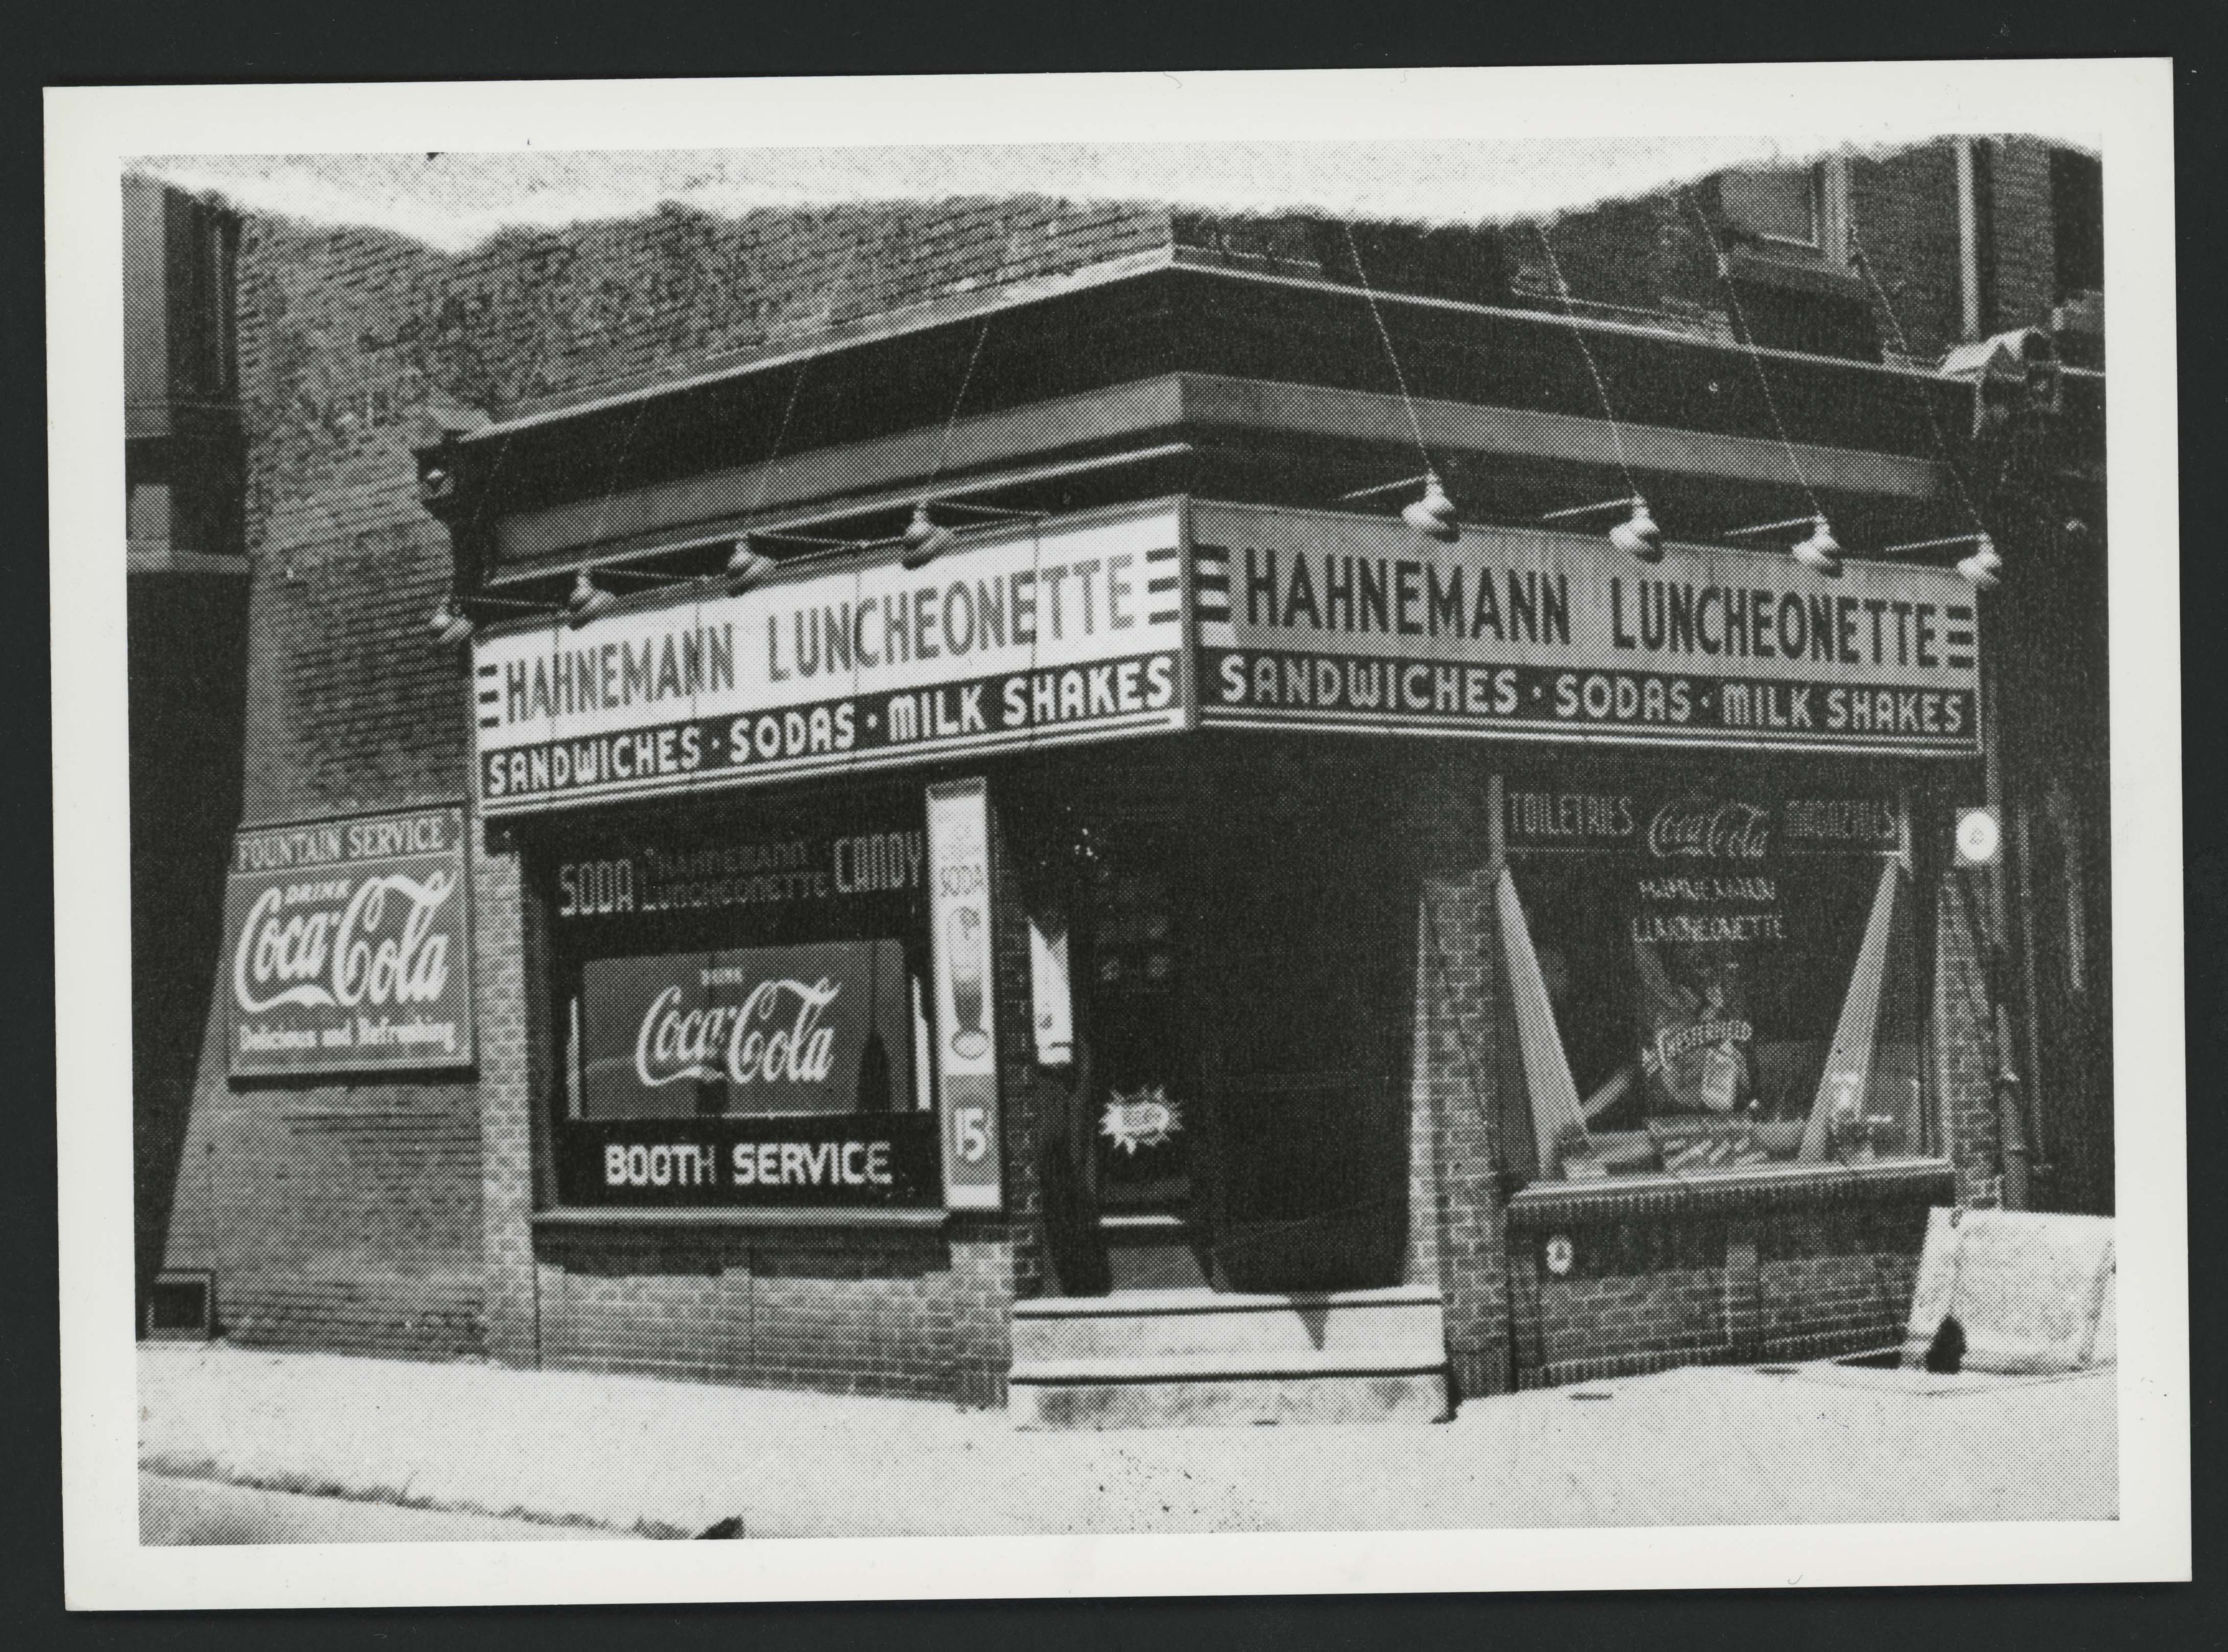 HAHNEMANN LUNCHEONETTE
SANDWICHES · SODAS · MILK SHAKES
HAHNEMANN LUNCHEONETTE
SANDWICHES · SODAS · MILK SHAKES
FOUNTAIN SERVICE
DRINK
Coca-Cola
Delicious and Refreshing
SODA HAHNEMANN LUNCHEONETTE CANDY
DRINK
Coca-Cola
BOOTH SERVICE
SODA
15
TOILETRIES Coca-Cola MAGAZINES
HAHNEMANN
LUNCHEONETTE
CHESTERFIELD